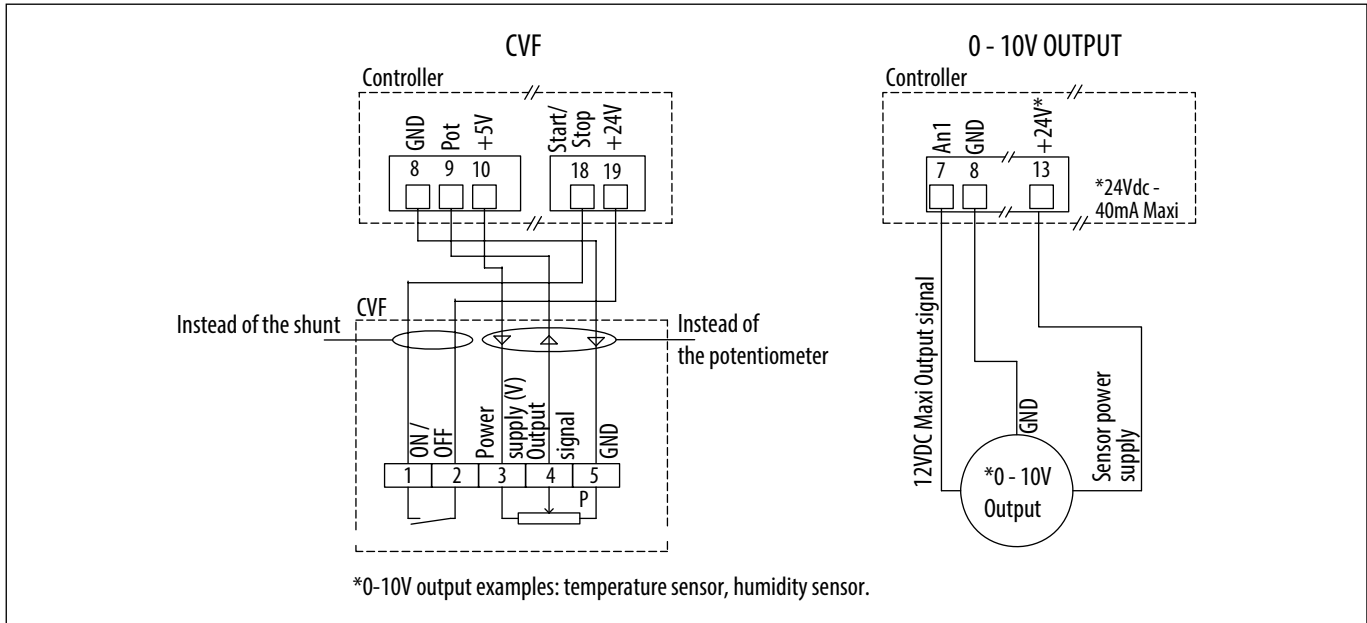 CVF
Controller
GND
Pot
+5V
Start/
Stop
+24V
8 9 10 18 19
CVF
Instead of the shunt
Instead of
the potentiometer
ON /
OFF
Power
supply (V)
Output
signal
GND
1 2 3 4 5
P
0 - 10V OUTPUT
Controller
An1
GND
+24V*
7 8 13
*24Vdc -
40mA Maxi
12VDC Maxi Output signal
GND
Sensor power
supply
*0 - 10V
Output
*0-10V output examples: temperature sensor, humidity sensor.